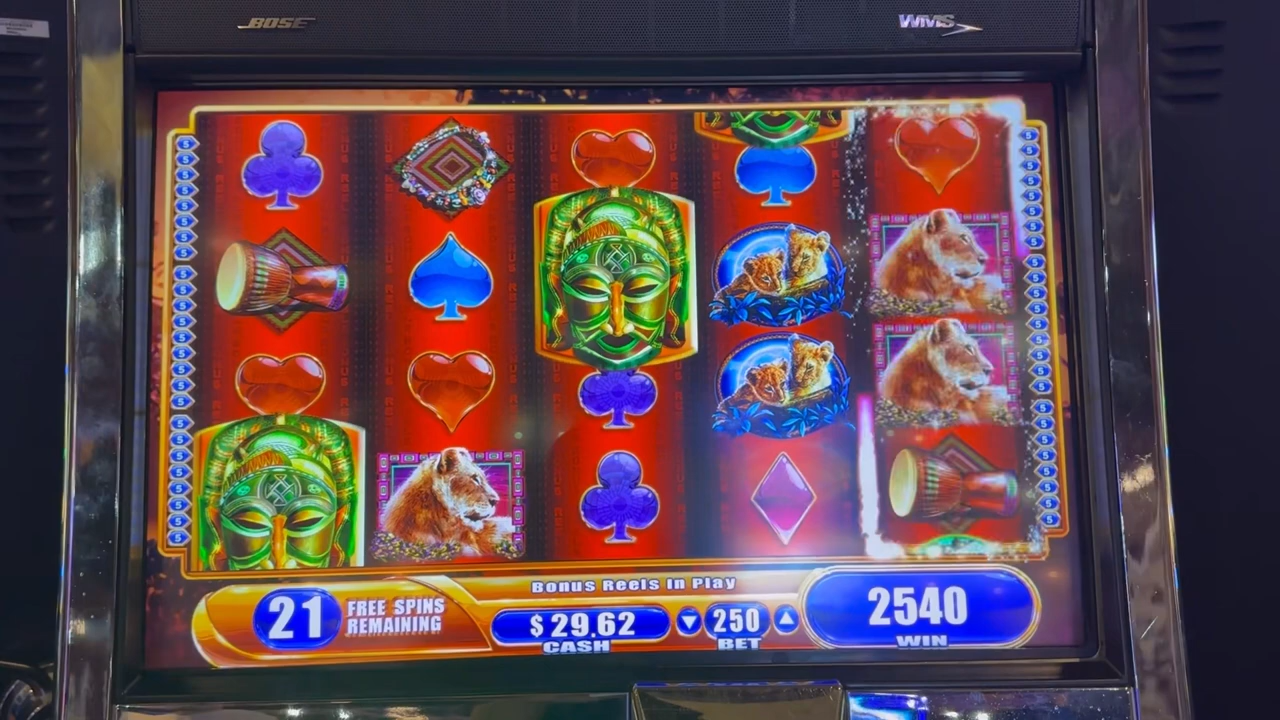 BOSE
WMS
Bonus Reels In Play
21
FREE SPINS
REMAINING
$29.62
CASH
250
BET
2540
WIN